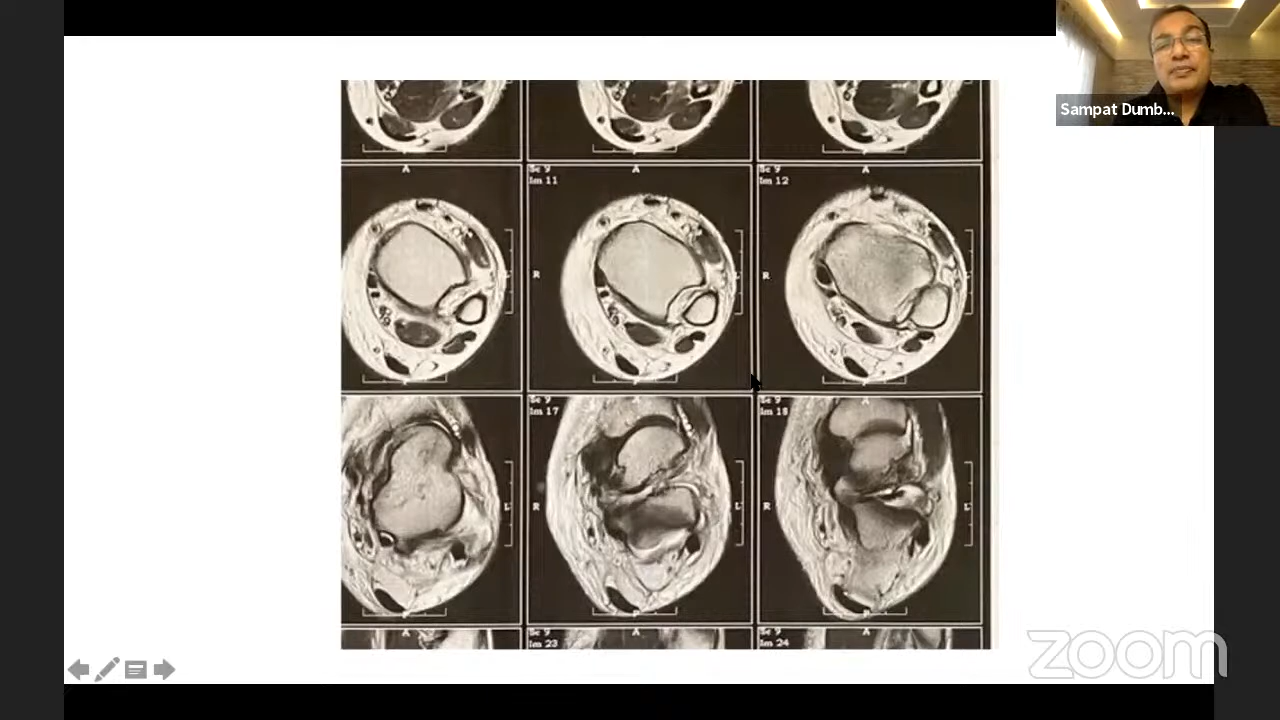 Sampat Dumb...
A
Se 9
Im 11
A
Se 9
Im 12
A
R
R
A
Se 9
Im 17
A
Se 9
Im 18
A
L
R
R
L
P
P
P
A
Se 9
Im 23
A
Se 9
Im 24
A
zoom